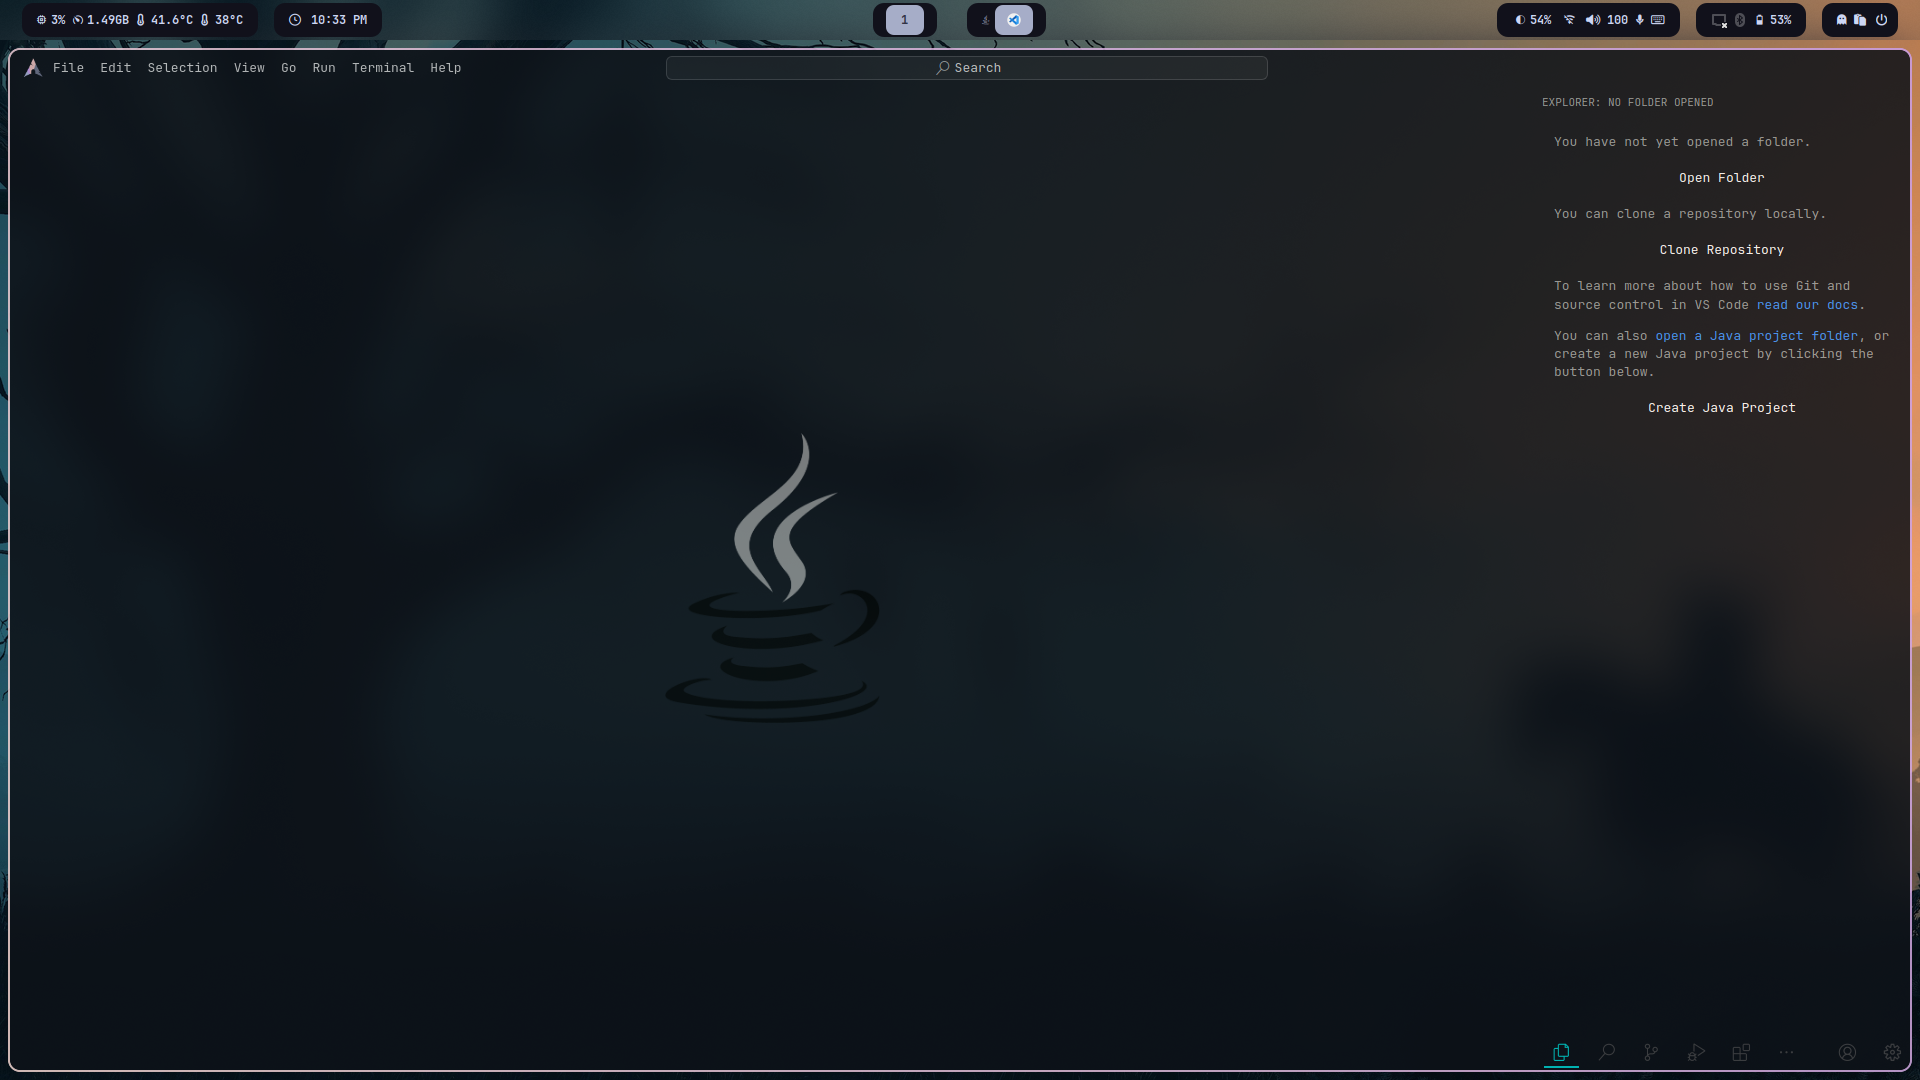 3% 1.49GB 41.6°C 38°C
10:33 PM
1
54% 100
53%
File Edit Selection View Go Run Terminal Help
Search
EXPLORER: NO FOLDER OPENED
You have not yet opened a folder.
Open Folder
You can clone a repository locally.
Clone Repository
To learn more about how to use Git and
source control in VS Code read our docs.
You can also open a Java project folder, or
create a new Java project by clicking the
button below.
Create Java Project